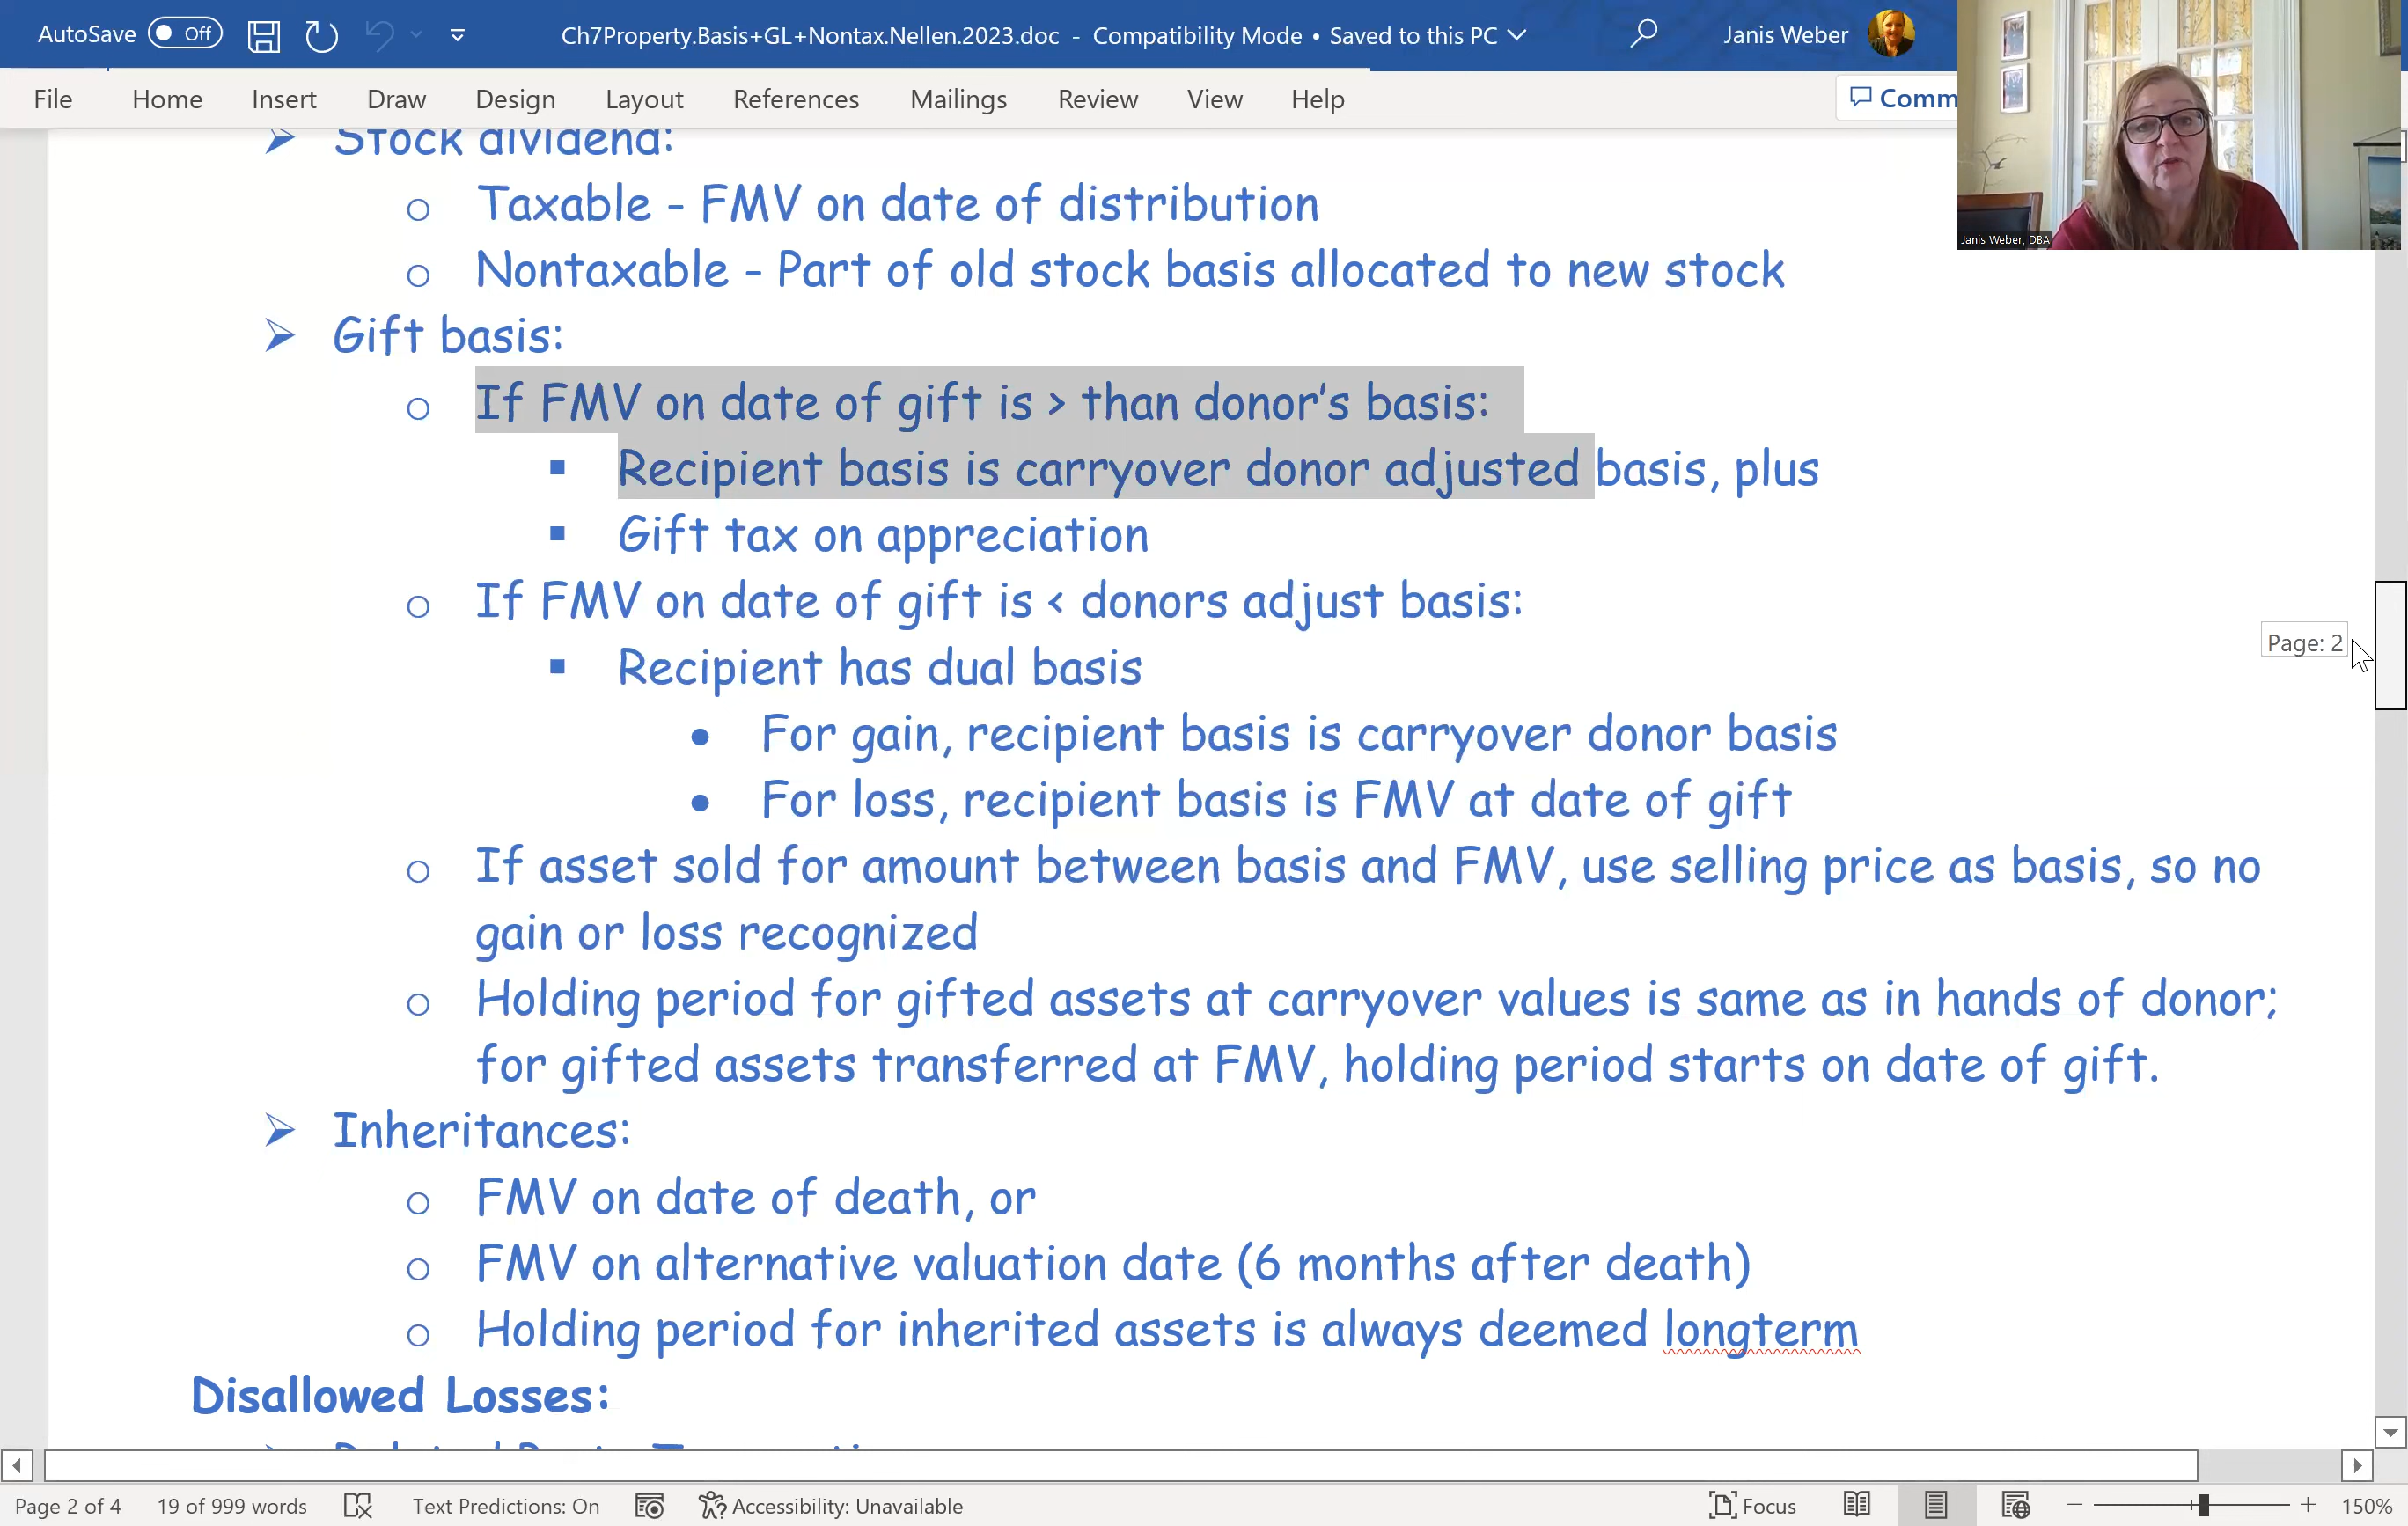 AutoSave Off Ch7Property.Basis+GL+Nontax.Nellen.2023.doc - Compatibility Mode • Saved to this PC Janis Weber
File Home Insert Draw Design Layout References Mailings Review View Help Comm
Janis Weber, DBA
➢ Stock dividend:
o Taxable - FMV on date of distribution
o Nontaxable - Part of old stock basis allocated to new stock
➢ Gift basis:
o If FMV on date of gift is > than donor's basis:
▪ Recipient basis is carryover donor adjusted basis, plus
▪ Gift tax on appreciation
o If FMV on date of gift is < donors adjust basis:
▪ Recipient has dual basis
• For gain, recipient basis is carryover donor basis
• For loss, recipient basis is FMV at date of gift
o If asset sold for amount between basis and FMV, use selling price as basis, so no
gain or loss recognized
o Holding period for gifted assets at carryover values is same as in hands of donor;
for gifted assets transferred at FMV, holding period starts on date of gift.
➢ Inheritances:
o FMV on date of death, or
o FMV on alternative valuation date (6 months after death)
o Holding period for inherited assets is always deemed longterm
Disallowed Losses:
Page: 2
Page 2 of 4 19 of 999 words Text Predictions: On Accessibility: Unavailable Focus 150%